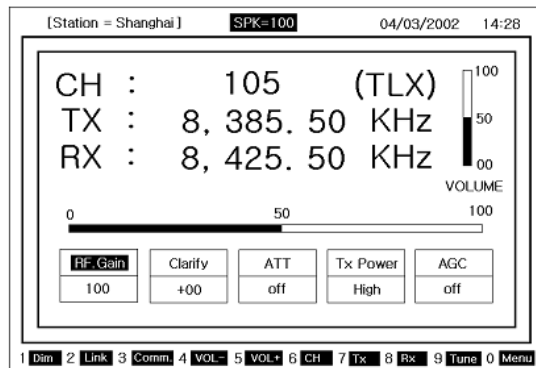 [Station = Shanghai] SPK=100 04/03/2002 14:28
CH : 105 (TLX)
TX : 8, 385. 50 KHz
RX : 8, 425. 50 KHz
100
50
00
VOLUME
0 50 100
RF.Gain Clarify ATT Tx Power AGC
100 +00 off High off
1 Dim 2 Link 3 Comm. 4 VOL- 5 VOL+ 6 CH 7 Tx 8 Rx 9 Tune 0 Menu